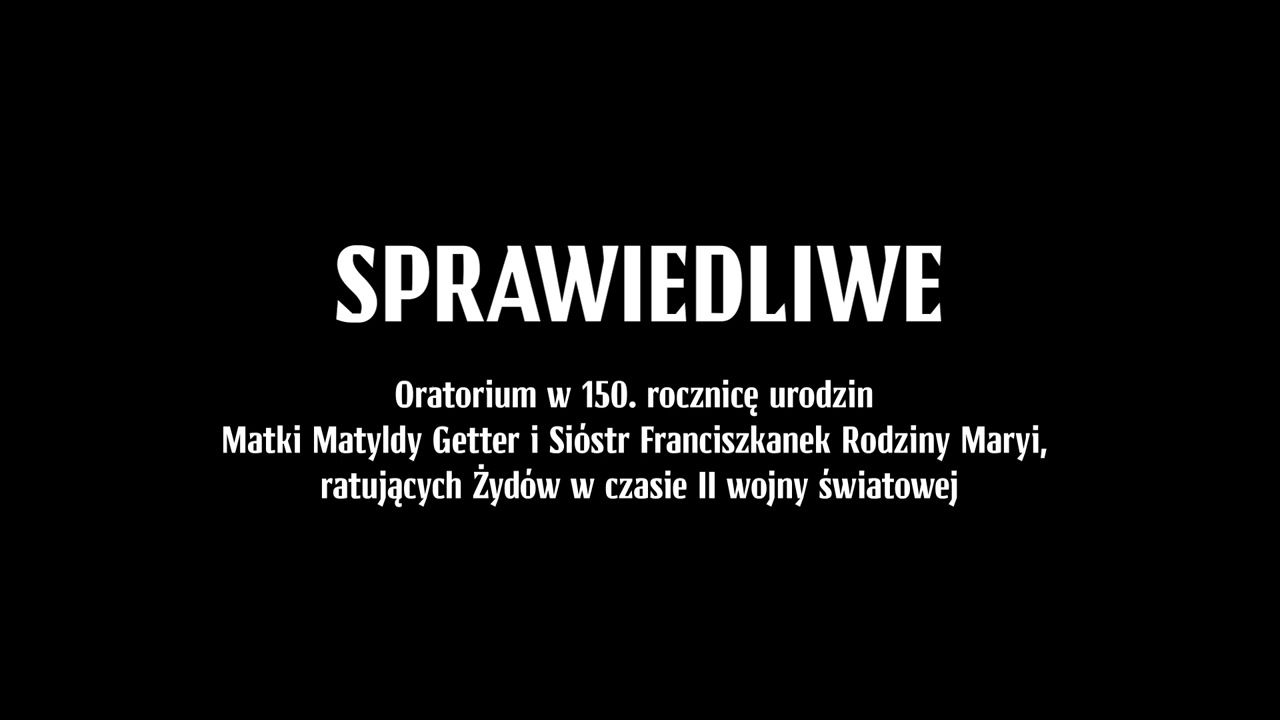 SPRAWIEDLIWE
Oratorium w 150. rocznicę urodzin
Matki Matyldy Getter i Sióstr Franciszkanek Rodziny Maryi,
ratujących Żydów w czasie II wojny światowej